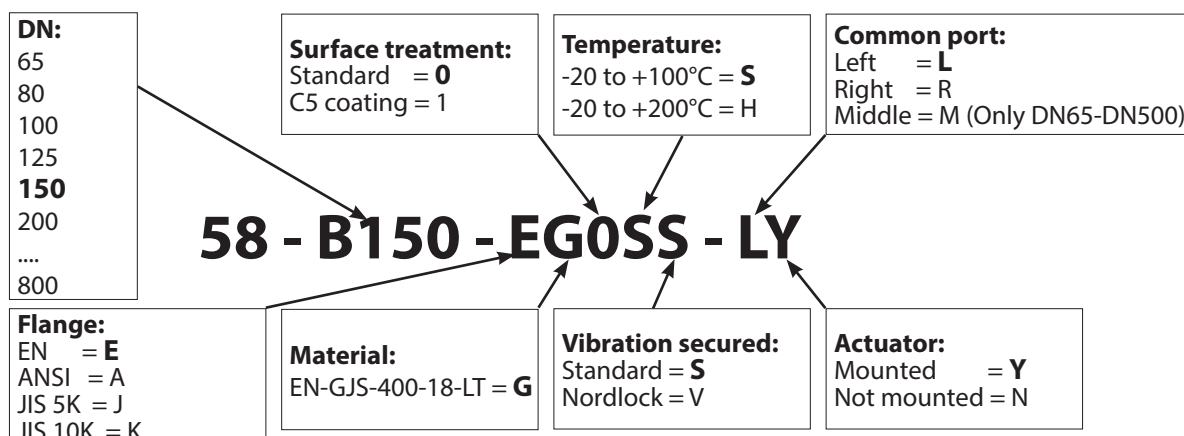 DN:
65
80
100
125
150
200
....
800
Surface treatment:
Standard = 0
C5 coating = 1
Temperature:
-20 to +100°C = S
-20 to +200°C = H
Common port:
Left = L
Right = R
Middle = M (Only DN65-DN500)
58 - B150 - EG0SS - LY
Flange:
EN = E
ANSI = A
JIS 5K = J
JIS 10K = K
Material:
EN-GJS-400-18-LT = G
Vibration secured:
Standard = S
Nordlock = V
Actuator:
Mounted = Y
Not mounted = N